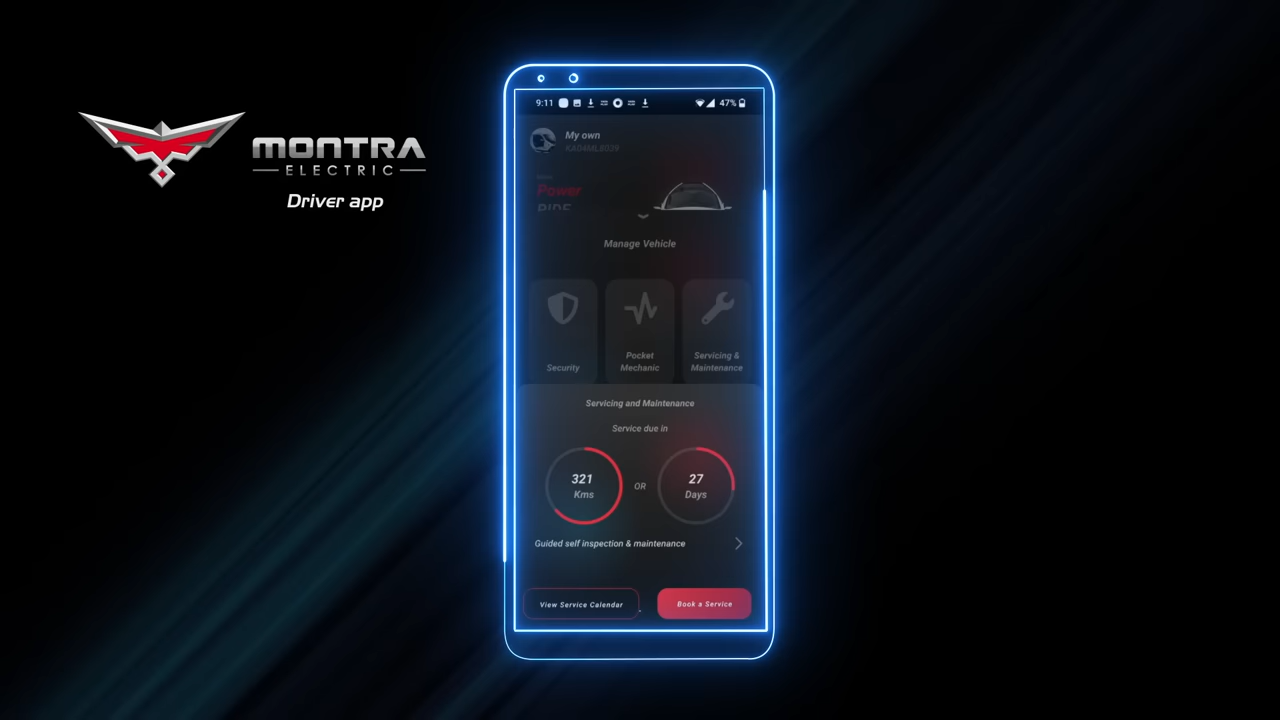 MONTRA
ELECTRIC
Driver app
9:11
47%
My own
Power
RIDE
Manage Vehicle
Security
Pocket
Mechanic
Servicing &
Maintenance
Servicing and Maintenance
Service due in
321
Kms
OR
27
Days
Guided self inspection & maintenance
View Service Calendar
Book a Service